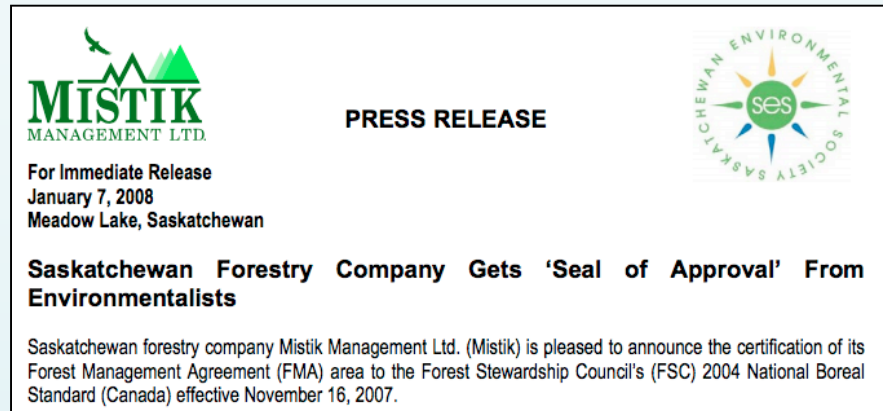 MISTIK
MANAGEMENT LTD.
PRESS RELEASE
SASKATCHEWAN ENVIRONMENTAL SOCIETY
ses
For Immediate Release
January 7, 2008
Meadow Lake, Saskatchewan
Saskatchewan Forestry Company Gets ‘Seal of Approval’ From
Environmentalists
Saskatchewan forestry company Mistik Management Ltd. (Mistik) is pleased to announce the certification of its
Forest Management Agreement (FMA) area to the Forest Stewardship Council's (FSC) 2004 National Boreal
Standard (Canada) effective November 16, 2007.